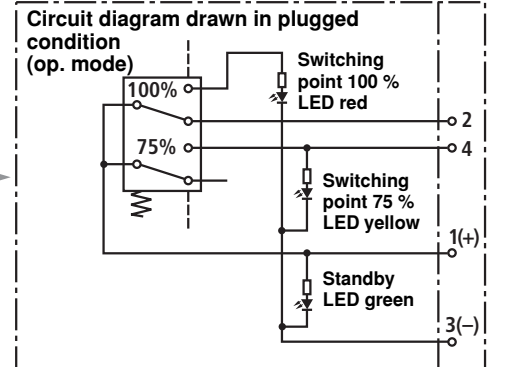 Circuit diagram drawn in plugged
condition
(op. mode)
100%
75%
Switching
point 100 %
LED red
2
4
Switching
point 75 %
LED yellow
1(+)
Standby
LED green
3(–)